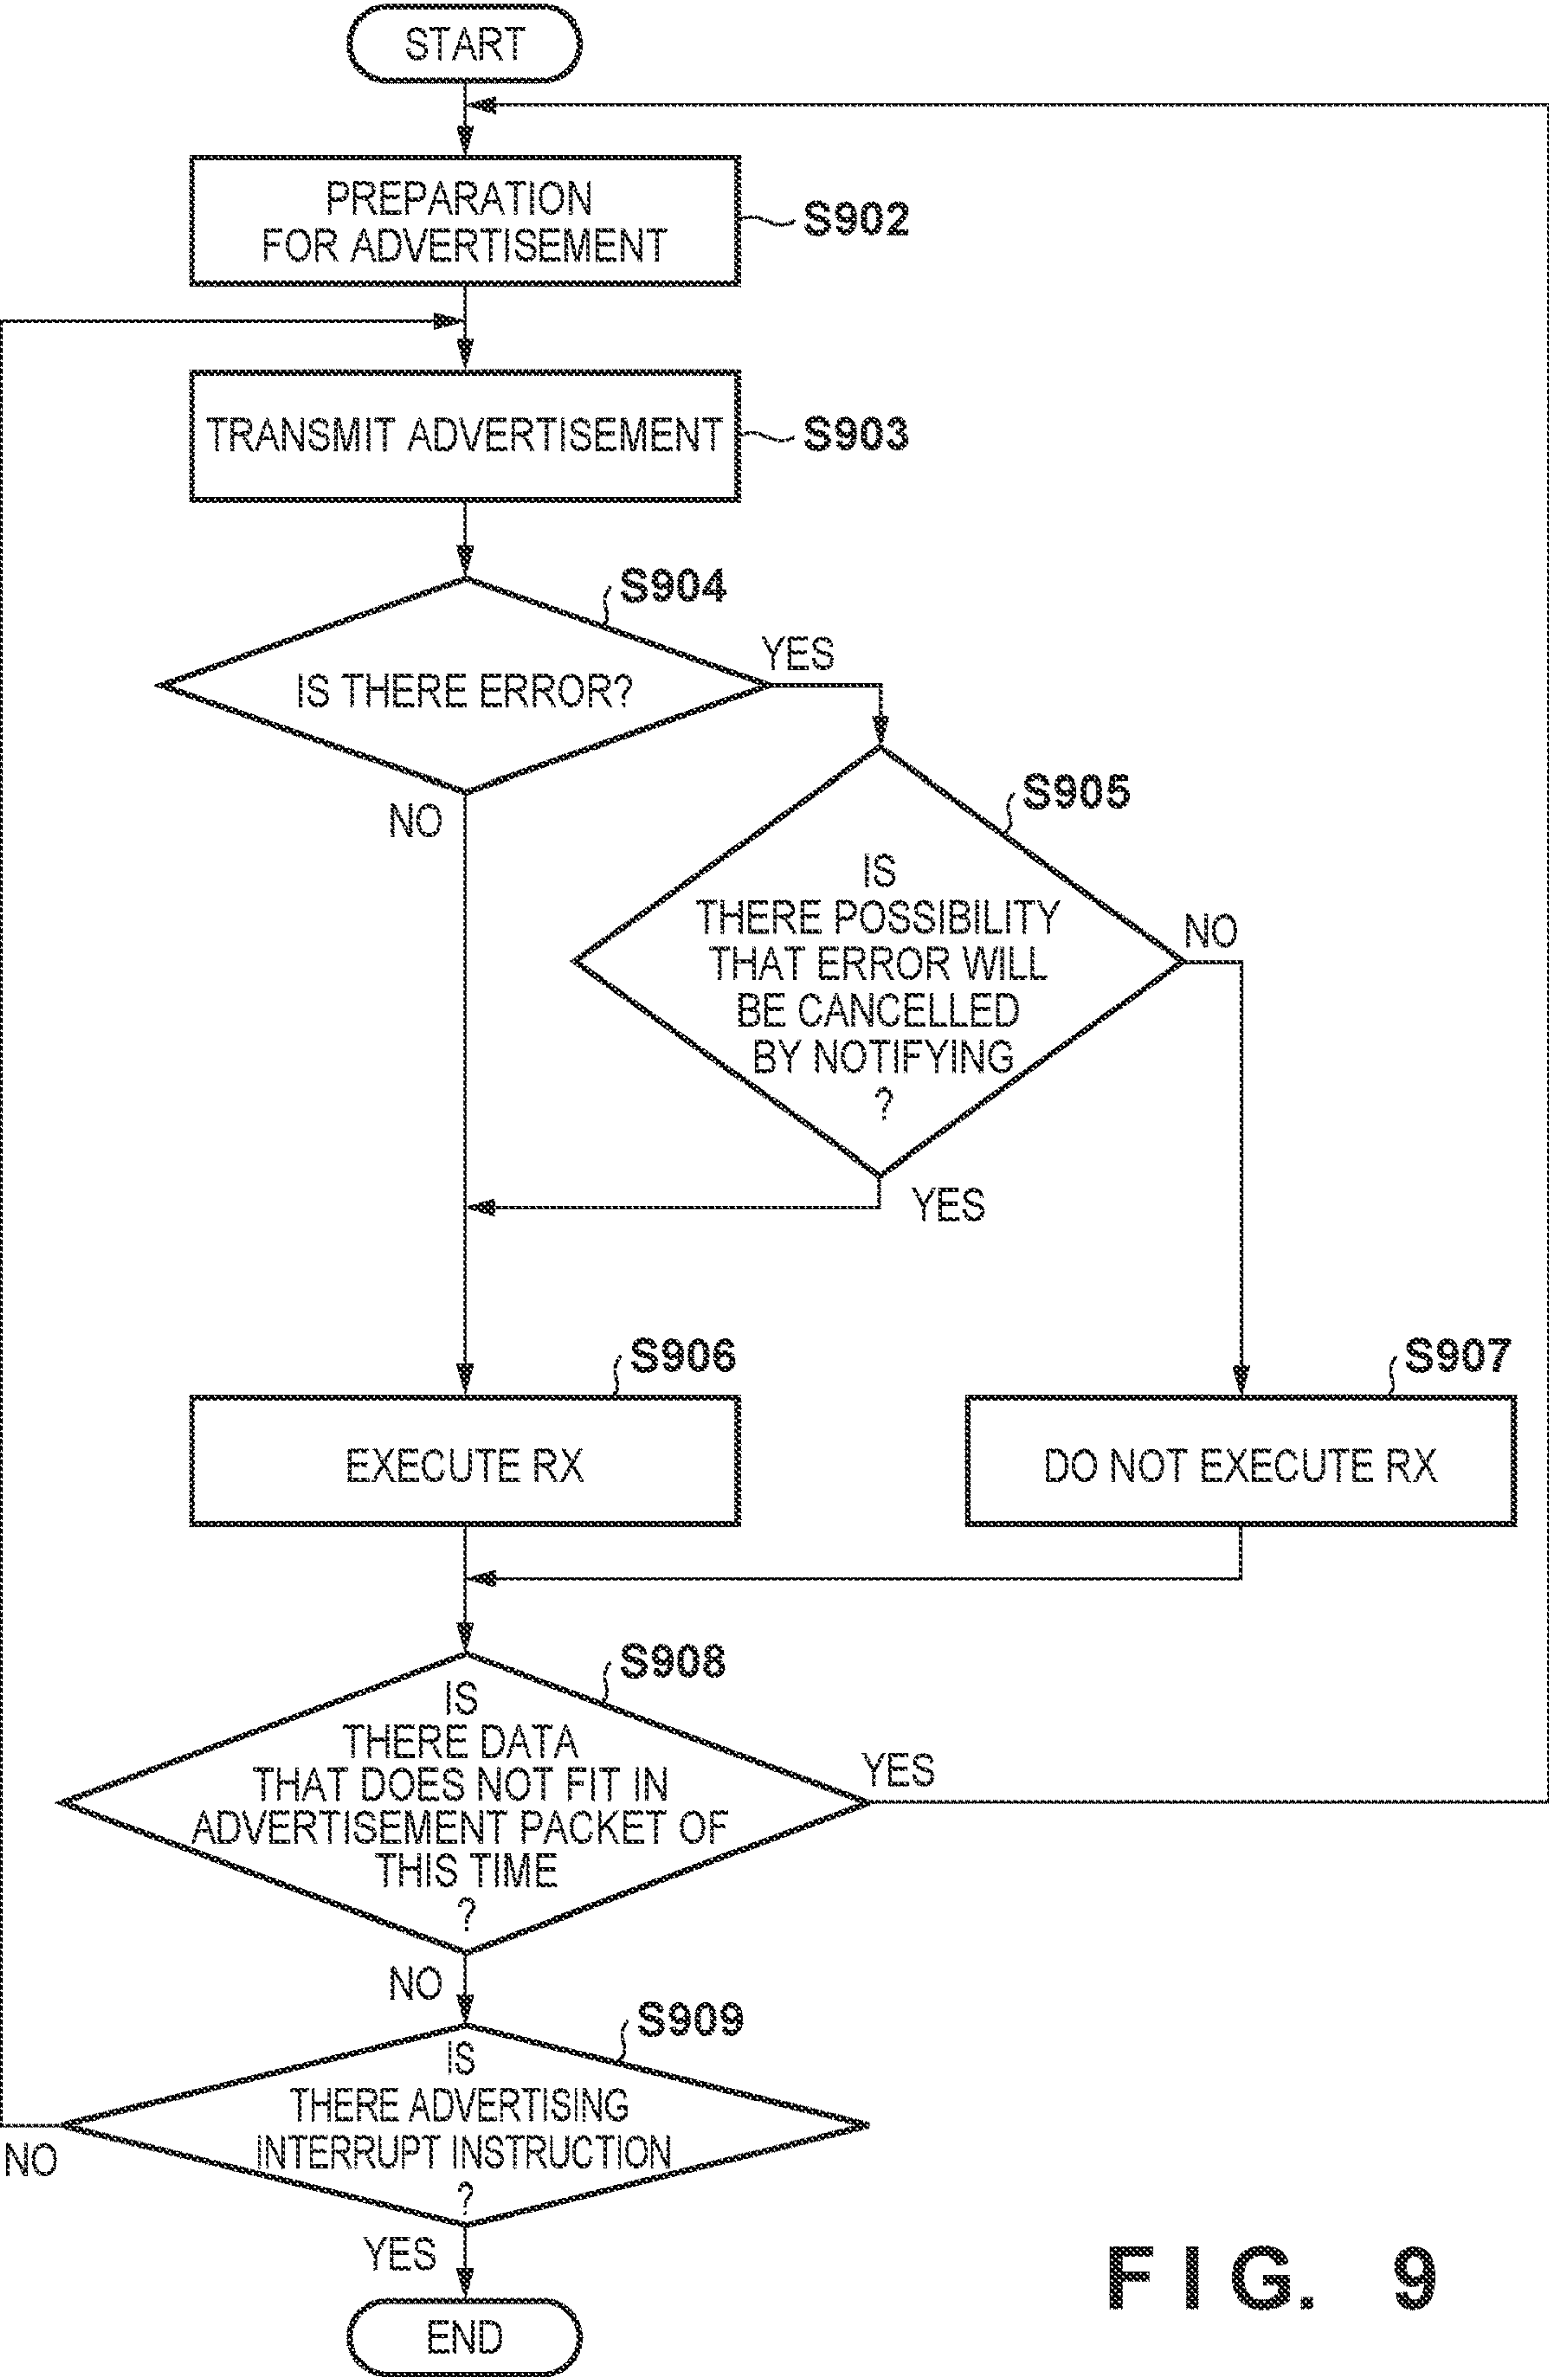 START
PREPARATION
FOR ADVERTISEMENT
S902
TRANSMIT ADVERTISEMENT
S903
S904
IS THERE ERROR?
YES
NO
S905
IS
THERE POSSIBILITY
THAT ERROR WILL
BE CANCELLED
BY NOTIFYING
?
NO
YES
S906
EXECUTE RX
S907
DO NOT EXECUTE RX
S908
IS
THERE DATA
THAT DOES NOT FIT IN
ADVERTISEMENT PACKET OF
THIS TIME
?
YES
NO
S909
IS
THERE ADVERTISING
INTERRUPT INSTRUCTION
?
NO
YES
END
FIG. 9